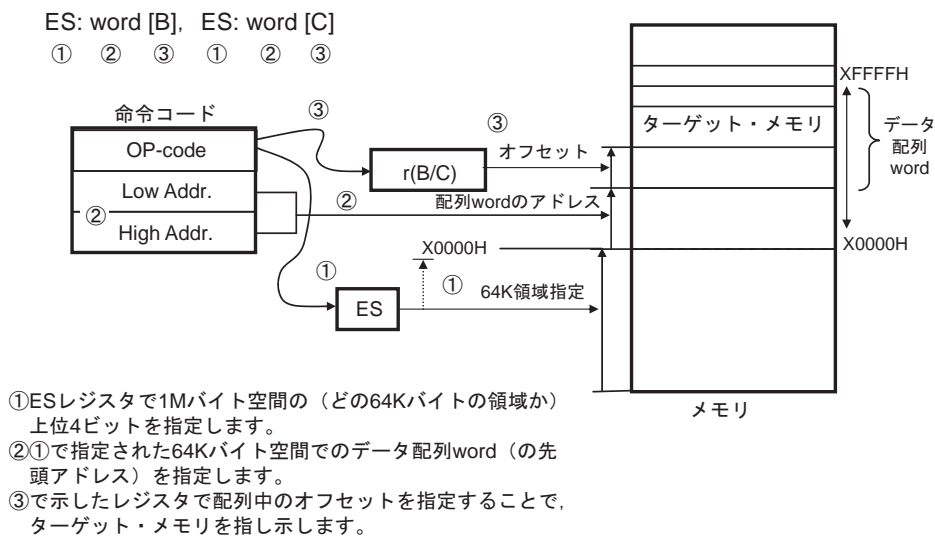 ES: word [B],  ES: word [C]
① ② ③ ① ② ③
命令コード
OP-code
Low Addr.
②
High Addr.
③
r(B/C)
③
オフセット
②
配列wordのアドレス
X0000H
①
ES
①
64K領域指定
XFFFFH
ターゲット・メモリ
データ
配列
word
X0000H
メモリ
①ESレジスタで1Mバイト空間の（どの64Kバイトの領域か）
上位4ビットを指定します。
②①で指定された64Kバイト空間でのデータ配列word（の先
頭アドレス）を指定します。
③で示したレジスタで配列中のオフセットを指定することで,
ターゲット・メモリを指し示します。